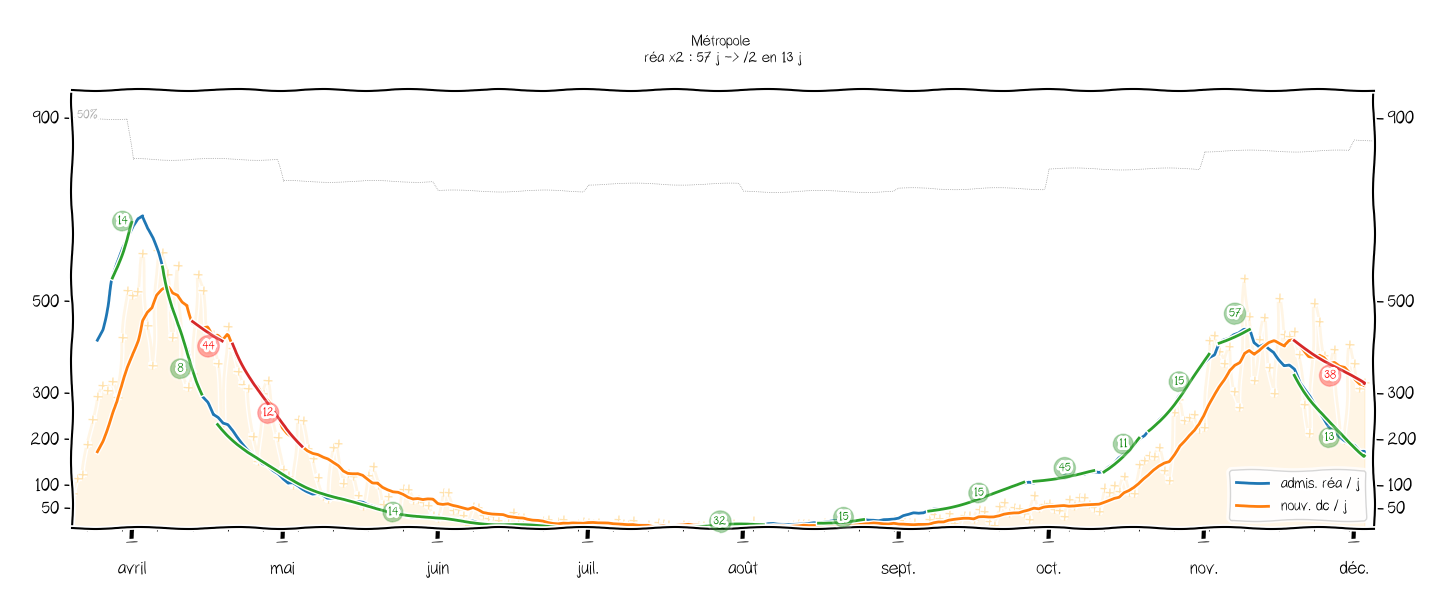 Métropole
réa x2 : 57 j -> /2 en 13 j
900
50%
900
14
500
500
57
44
8
300
300
15
38
12
200
200
11
13
45
100
100
15
admis. réa / j
50
50
14
32
15
nouv. dc / j
avril
mai
juin
juil.
août
sept.
oct.
nov.
déc.